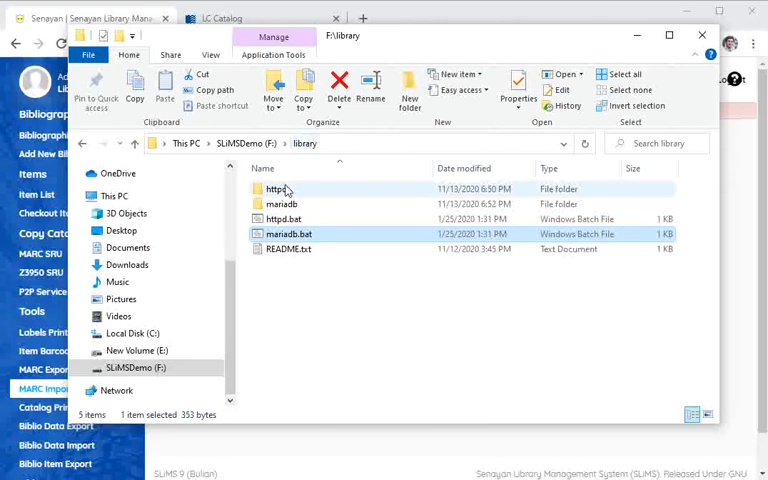 Senayan | Senayan Library Mana
LC Catalog
Manage
F:\library
File
Home
Share
View
Application Tools
Pin to Quick access
Copy
Paste
Cut
Copy path
Paste shortcut
Move to
Copy to
Delete
Rename
New folder
New item
Easy access
Properties
Open
Edit
History
Select all
Select none
Invert selection
Clipboard
Organize
New
Open
Select
This PC > SLiMSDemo (F:) > library
Search library
Name
Date modified
Type
Size
11/13/2020 6:50 PM File folder
mariadb 11/13/2020 6:52 PM File folder
httpd.bat 1/25/2020 1:31 PM Windows Batch File 1 KB
mariadb.bat 1/25/2020 1:31 PM Windows Batch File 1 KB
README.txt 11/12/2020 3:45 PM Text Document 1 KB
OneDrive
This PC
3D Objects
Desktop
Documents
Downloads
Music
Pictures
Videos
Local Disk (C:)
New Volume (E:)
SLiMSDemo (F:)
Network
5 items 1 item selected 353 bytes
Ad
Lib
Bibliograp
Bibliographi
Add New Bi
Items
Item List
Checkout It
Copy Cata
MARC SRU
Z3950 SRU
P2P Service
Tools
Labels Print
Item Barcod
MARC Expor
MARC Impor
Catalog Prin
Biblio Data Export
Biblio Data Import
Biblio Item Export
SLiMS 9 (Bulian)
Senayan Library Management System (SLiMS). Released Under GNU